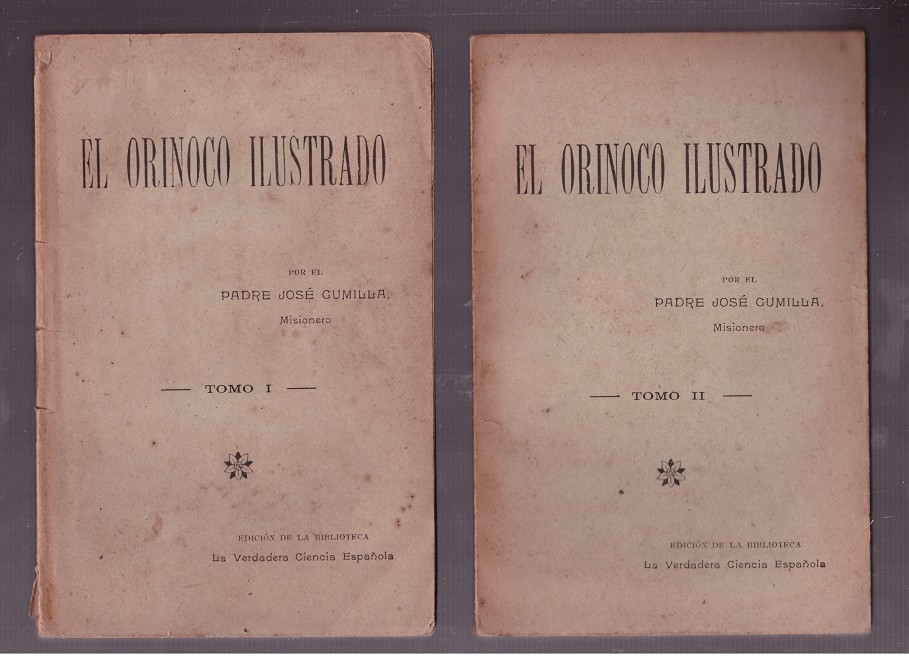 EL ORINOCO ILUSTRADO
POR EL
PADRE JOSÉ GUMILLA,
Misionero
TOMO I
EDICIÓN DE LA BIBLIOTECA
La Verdadera Ciencia Española
EL ORINOCO ILUSTRADO
POR EL
PADRE JOSÉ GUMILLA,
Misionero
TOMO II
EDICIÓN DE LA BIBLIOTECA
La Verdadera Ciencia Española